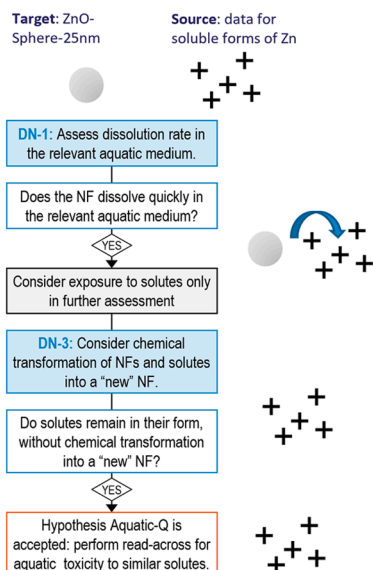 Target: ZnO-
Sphere-25nm
Source: data for
soluble forms of Zn
DN-1: Assess dissolution rate in
the relevant aquatic medium.
Does the NF dissolve quickly in
the relevant aquatic medium?
YES
Consider exposure to solutes only
in further assessment
DN-3: Consider chemical
transformation of NFs and solutes
into a “new” NF.
Do solutes remain in their form,
without chemical transformation
into a “new” NF?
YES
Hypothesis Aquatic-Q is
accepted: perform read-across for
aquatic toxicity to similar solutes.